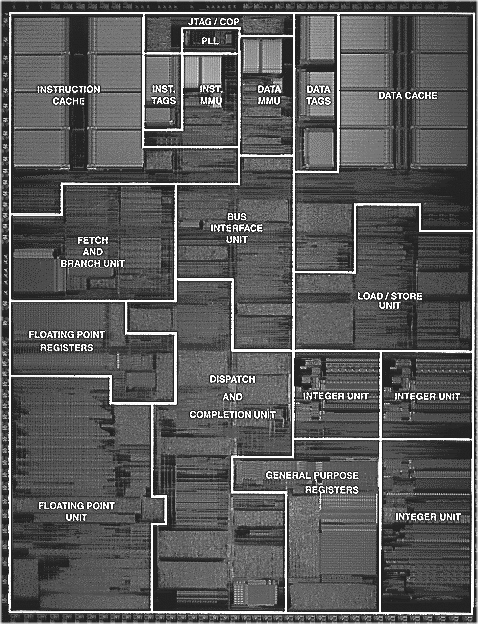 JTAG / COP
PLL
INSTRUCTION
CACHE
INST.
TAGS
INST.
MMU
DATA
MMU
DATA
TAGS
DATA CACHE
BUS
INTERFACE
UNIT
FETCH
AND
BRANCH UNIT
LOAD / STORE
UNIT
FLOATING POINT
REGISTERS
DISPATCH
AND
COMPLETION UNIT
INTEGER UNIT
INTEGER UNIT
GENERAL PURPOSE
REGISTERS
FLOATING POINT
UNIT
INTEGER UNIT